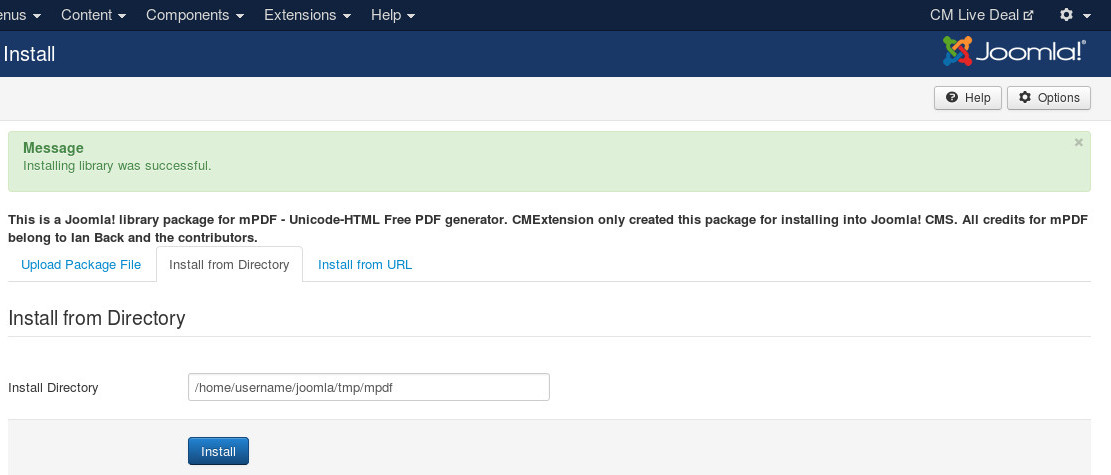 Content Components Extensions Help CM Live Deal
Install Joomla!®
Help Options
Message
Installing library was successful.
This is a Joomla! library package for mPDF - Unicode-HTML Free PDF generator. CMExtension only created this package for installing into Joomla! CMS. All credits for mPDF
belong to Ian Back and the contributors.
Upload Package File Install from Directory Install from URL
Install from Directory
Install Directory /home/username/joomla/tmp/mpdf
Install